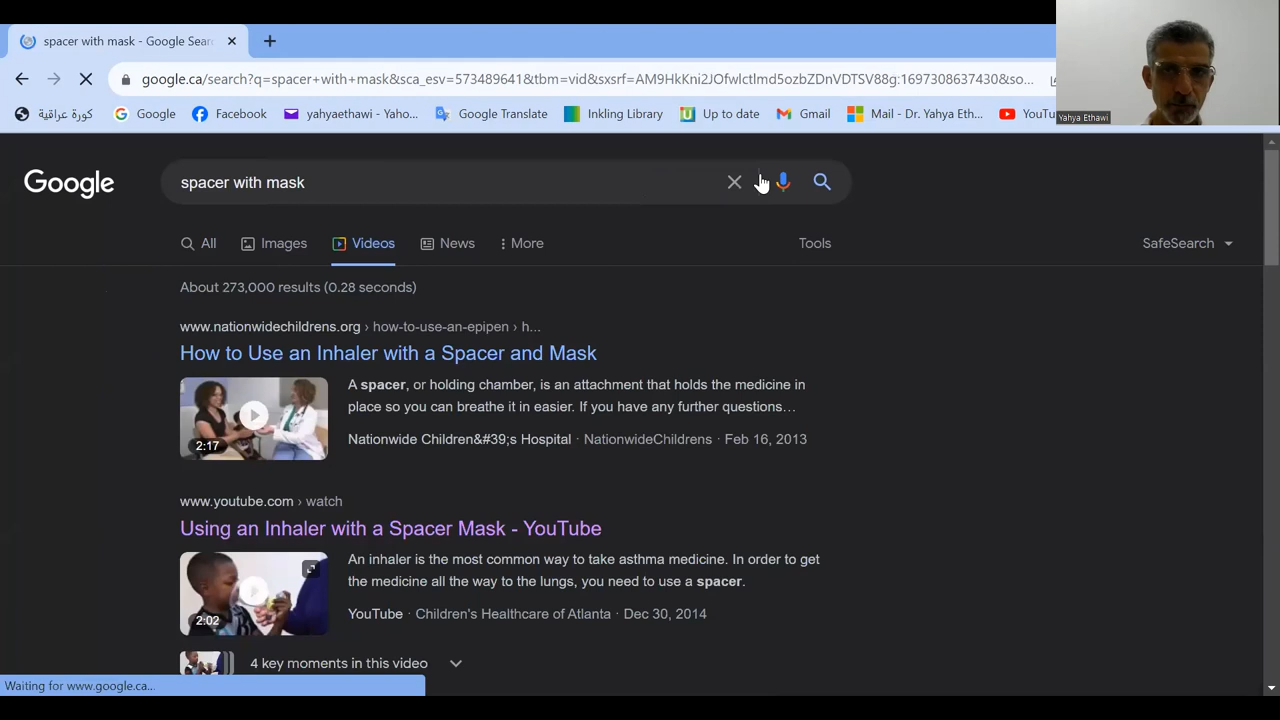 spacer with mask - Google Sear
google.ca/search?q=spacer+with+mask&sca_esv=573489641&tbm=vid&sxsrf=AM9HkKni2JOfwIctlmd5ozbZDnVDTSV88g:1697308637430&so...
كورة عراقية
Google
Facebook
yahyaethawi - Yaho...
Google Translate
Inkling Library
Up to date
Gmail
Mail - Dr. Yahya Eth...
YouTu
Yahya Ethawi
Google
spacer with mask
All
Images
Videos
News
More
Tools
SafeSearch
About 273,000 results (0.28 seconds)
www.nationwidechildrens.org › how-to-use-an-epipen › h...
How to Use an Inhaler with a Spacer and Mask
2:17
A spacer, or holding chamber, is an attachment that holds the medicine in
place so you can breathe it in easier. If you have any further questions...
Nationwide Children&#39;s Hospital · NationwideChildrens · Feb 16, 2013
www.youtube.com › watch
Using an Inhaler with a Spacer Mask - YouTube
2:02
An inhaler is the most common way to take asthma medicine. In order to get
the medicine all the way to the lungs, you need to use a spacer.
YouTube · Children's Healthcare of Atlanta · Dec 30, 2014
4 key moments in this video
Waiting for www.google.ca...